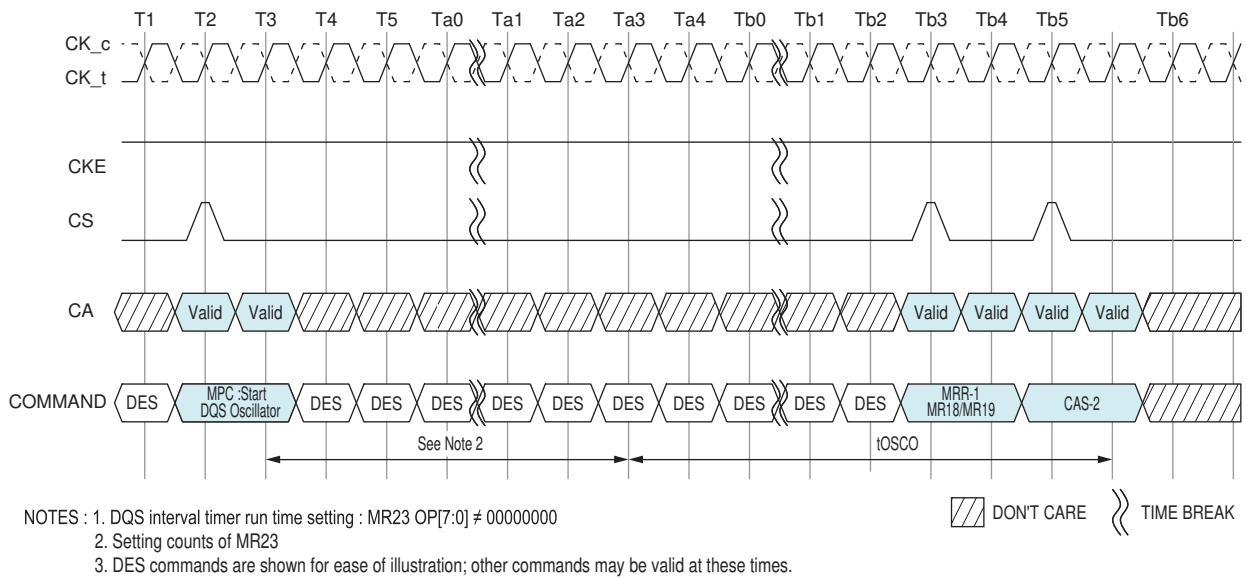 T1 T2 T3 T4 T5 Ta0 Ta1 Ta2 Ta3 Ta4 Tb0 Tb1 Tb2 Tb3 Tb4 Tb5 Tb6
CK_c
CK_t
CKE
CS
CA Valid Valid Valid Valid Valid Valid
COMMAND DES MPC :Start DES DES DES DES DES DES DES DES DES DES MRR-1 CAS-2
DQS Oscillator MR18/MR19
See Note 2 tOSCO
NOTES : 1. DQS interval timer run time setting : MR23 OP[7:0] ≠ 00000000
2. Setting counts of MR23
3. DES commands are shown for ease of illustration; other commands may be valid at these times.
DON'T CARE TIME BREAK